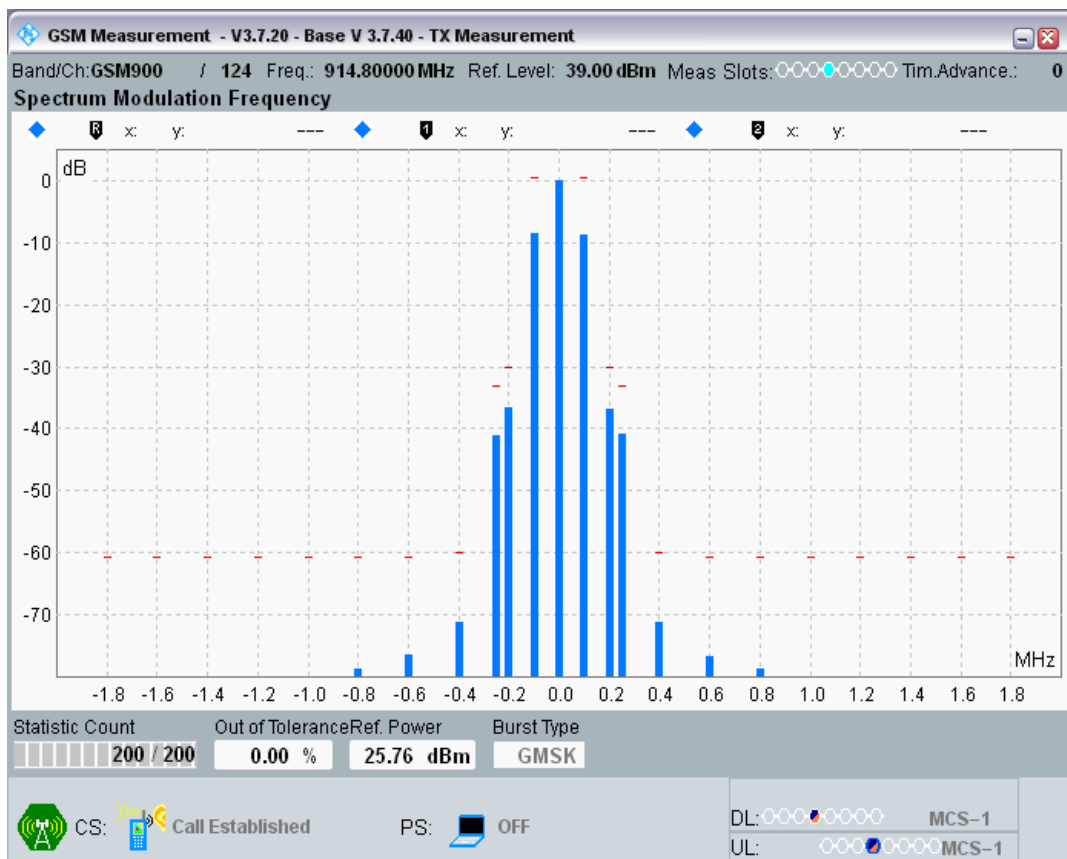 GSM Measurement - V3.7.20 - Base V 3.7.40 - TX Measurement
Band/Ch:GSM900 / 124 Freq.: 914.80000 MHz Ref. Level: 39.00 dBm Meas Slots: Tim.Advance.: 0
Spectrum Modulation Frequency
R x: y: --- 1 x: y: --- 2 x: y: ---
dB
0
-10
-20
-30
-40
-50
-60
-70
MHz
-1.8 -1.6 -1.4 -1.2 -1.0 -0.8 -0.6 -0.4 -0.2 0.0 0.2 0.4 0.6 0.8 1.0 1.2 1.4 1.6 1.8
Statistic Count Out of Tolerance Ref. Power Burst Type
200 / 200 0.00 % 25.76 dBm GMSK
CS: Call Established PS: OFF
DL: MCS-1
UL: MCS-1